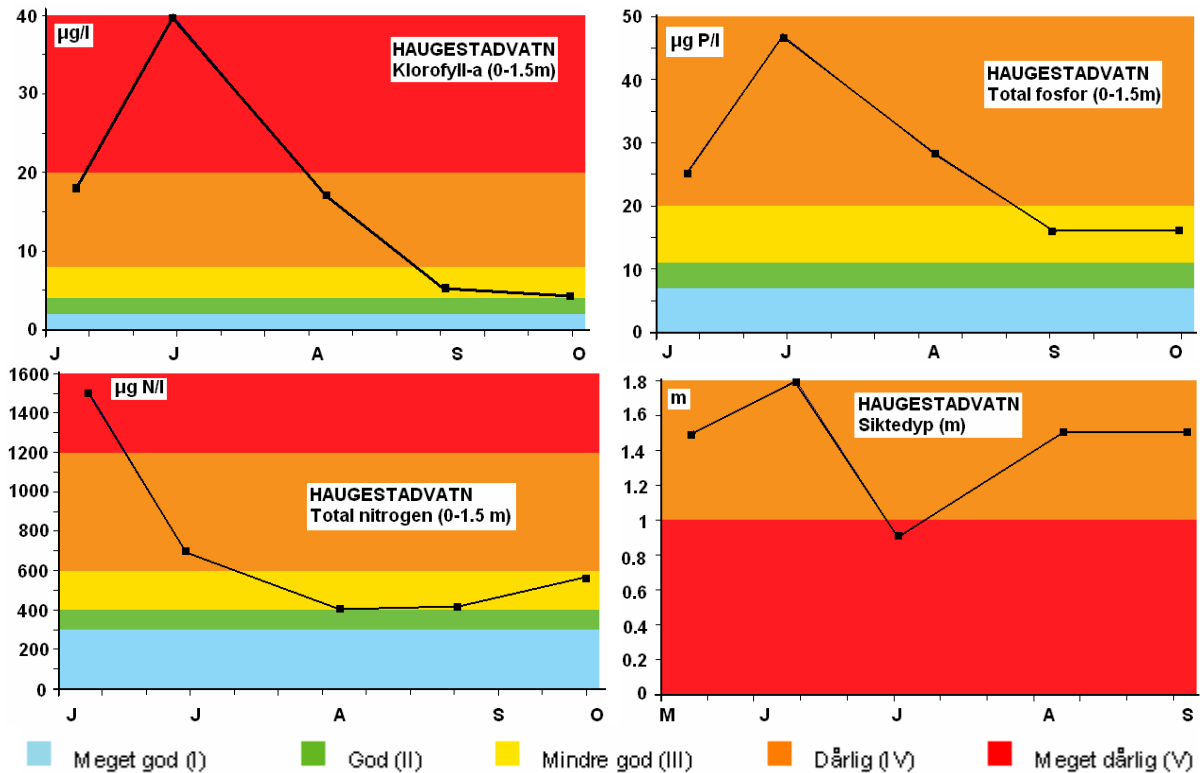 µg/l
HAUGESTADVATN
Klorofyll-a (0-1.5m)
40
30
20
10
0
J J A S O
µg P/l
HAUGESTADVATN
Total fosfor (0-1.5m)
50
40
30
20
10
0
J J A S O
µg N/l
HAUGESTADVATN
Total nitrogen (0-1.5 m)
1600
1400
1200
1000
800
600
400
200
0
J J A S O
m
HAUGESTADVATN
Siktedyp (m)
1.8
1.6
1.4
1.2
1
0.8
0.6
0.4
0.2
0
M J J A S
Meget god (I) God (II) Mindre god (III) Dårlig (IV) Meget dårlig (V)